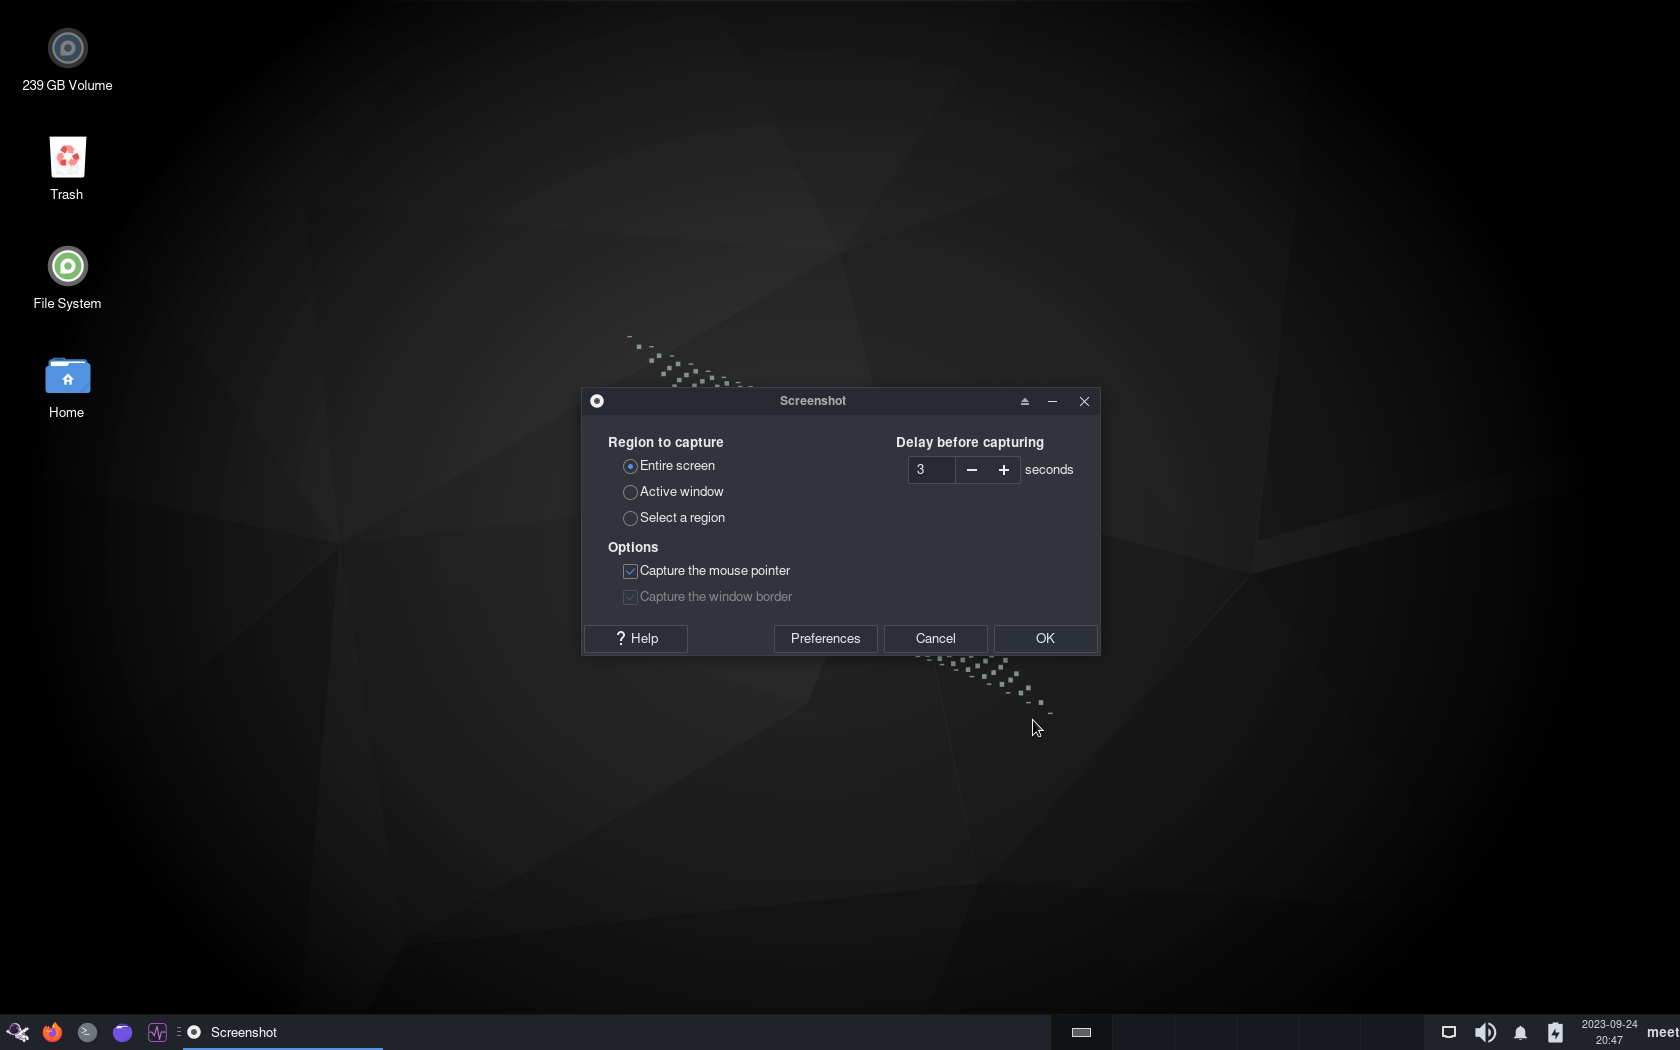 239 GB Volume
Trash
File System
Home
Screenshot
Region to capture
Entire screen
Active window
Select a region
Delay before capturing
3 seconds
Options
Capture the mouse pointer
Capture the window border
? Help
Preferences
Cancel
OK
Screenshot
2023-09-24
20:47
meet